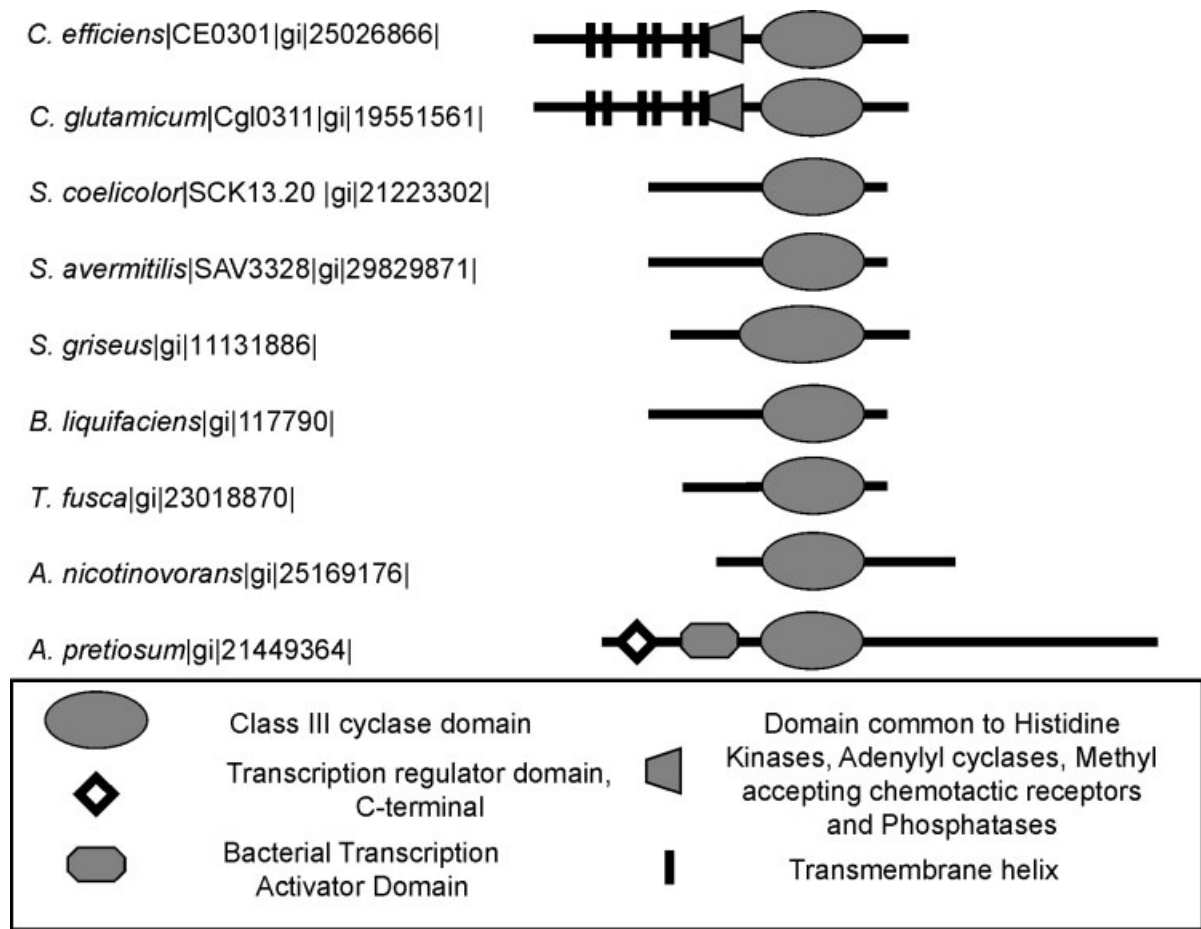 C. efficiens|CE0301|gi|25026866|
C. glutamicum|Cgl0311|gi|19551561|
S. coelicolor|SCK13.20 |gi|21223302|
S. avermitilis|SAV3328|gi|29829871|
S. griseus|gi|11131886|
B. liquifaciens|gi|117790|
T. fusca|gi|23018870|
A. nicotinovorans|gi|25169176|
A. pretiosum|gi|21449364|
Class III cyclase domain
Transcription regulator domain,
C-terminal
Bacterial Transcription
Activator Domain
Domain common to Histidine
Kinases, Adenylyl cyclases, Methyl
accepting chemotactic receptors
and Phosphatases
Transmembrane helix